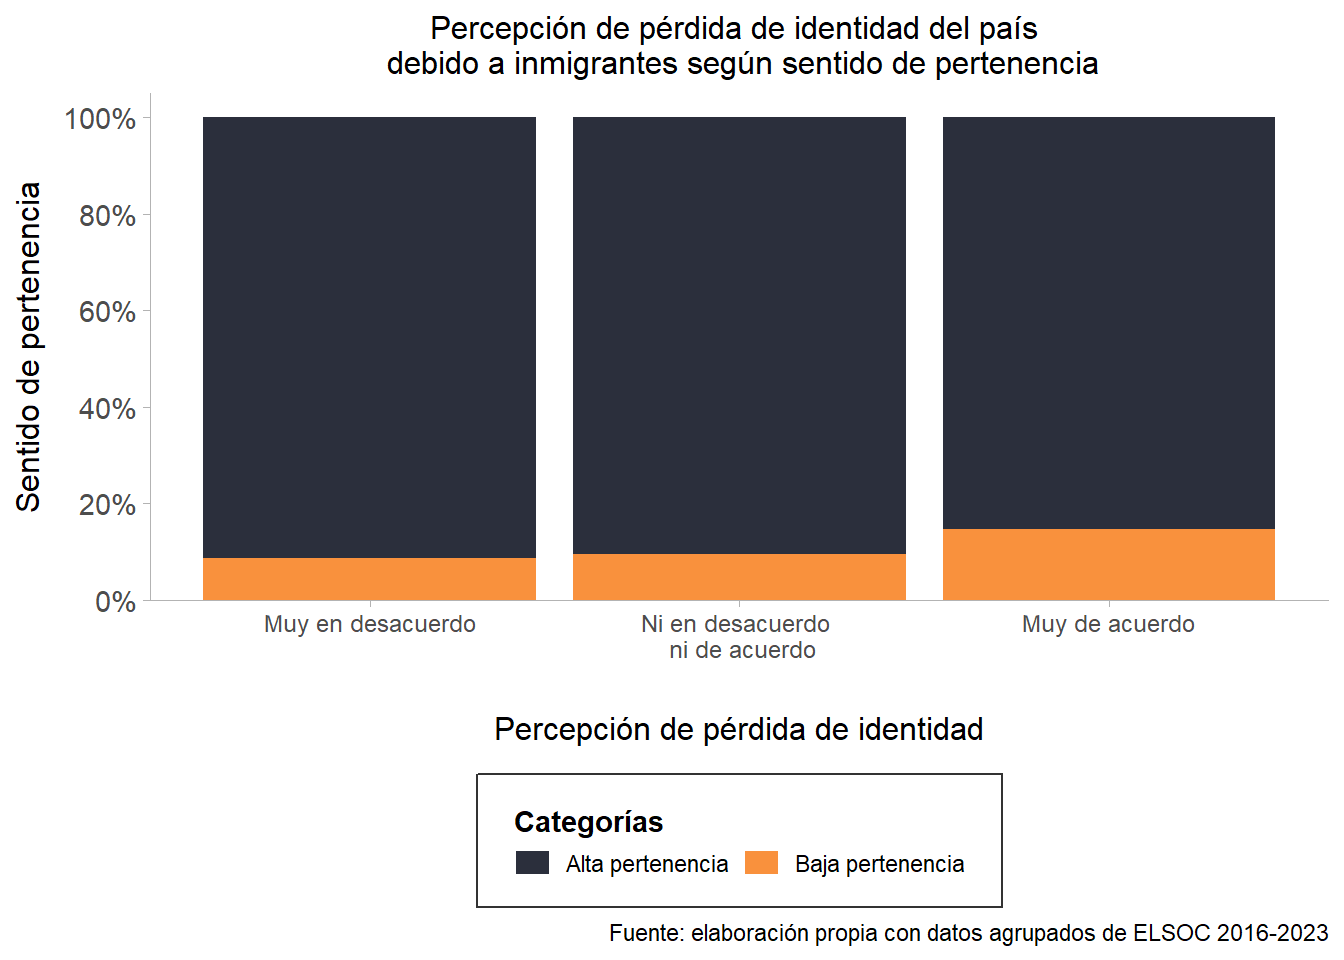 Percepción de pérdida de identidad del país
debido a inmigrantes según sentido de pertenencia
Sentido de pertenencia
100%
80%
60%
40%
20%
0%
Muy en desacuerdo
Ni en desacuerdo
ni de acuerdo
Muy de acuerdo
Percepción de pérdida de identidad
Categorías
Alta pertenencia
Baja pertenencia
Fuente: elaboración propia con datos agrupados de ELSOC 2016-2023